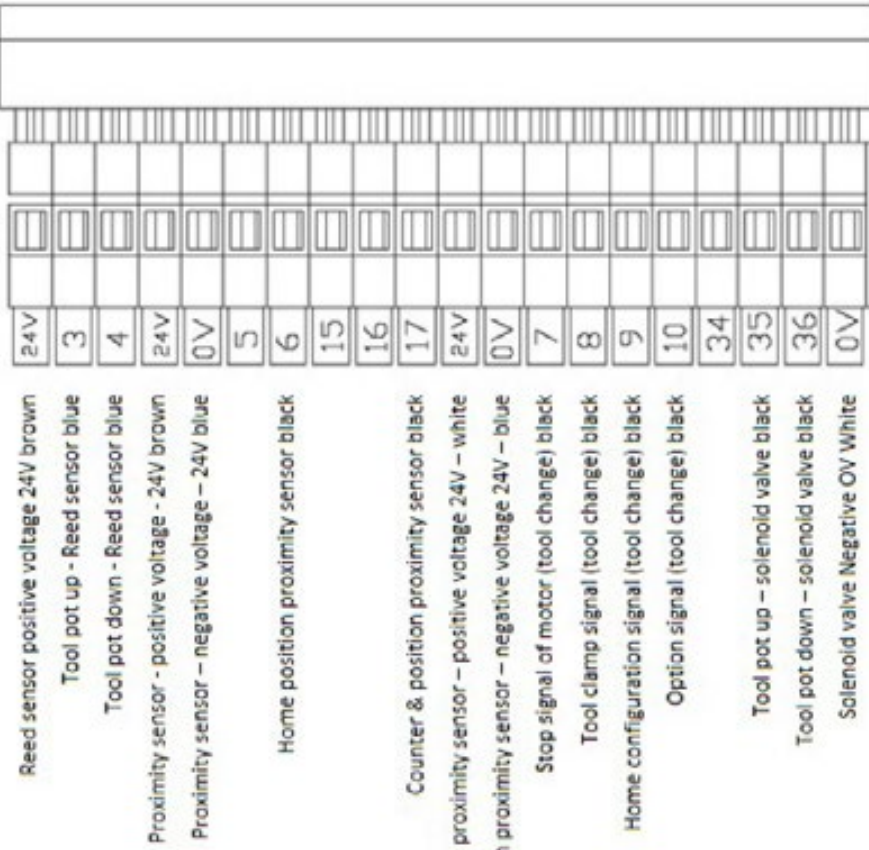 24V
3
4
24V
0V
5
6
15
16
17
24V
0V
7
8
9
10
34
35
36
0V
Reed sensor positive voltage 24V brown
Tool pot up - Reed sensor blue
Tool pot down - Reed sensor blue
Proximity sensor - positive voltage - 24V brown
Proximity sensor – negative voltage – 24V blue
Home position proximity sensor black
Counter & position proximity sensor black
proximity sensor – positive voltage 24V – white
proximity sensor – negative voltage 24V – blue
Stop signal of motor (tool change) black
Tool clamp signal (tool change) black
Home configuration signal (tool change) black
Option signal (tool change) black
Tool pot up – solenoid valve black
Tool pot down – solenoid valve black
Solenoid valve Negative OV White